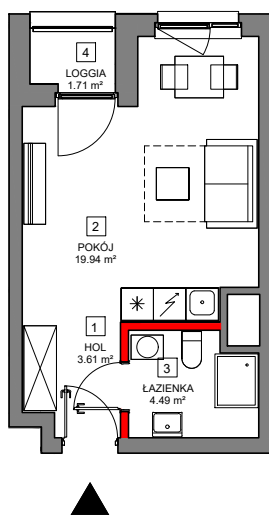 4
LOGGIA
1.71 m²
2
POKÓJ
19.94 m²
1
HOL
3.61 m²
3
ŁAZIENKA
4.49 m²